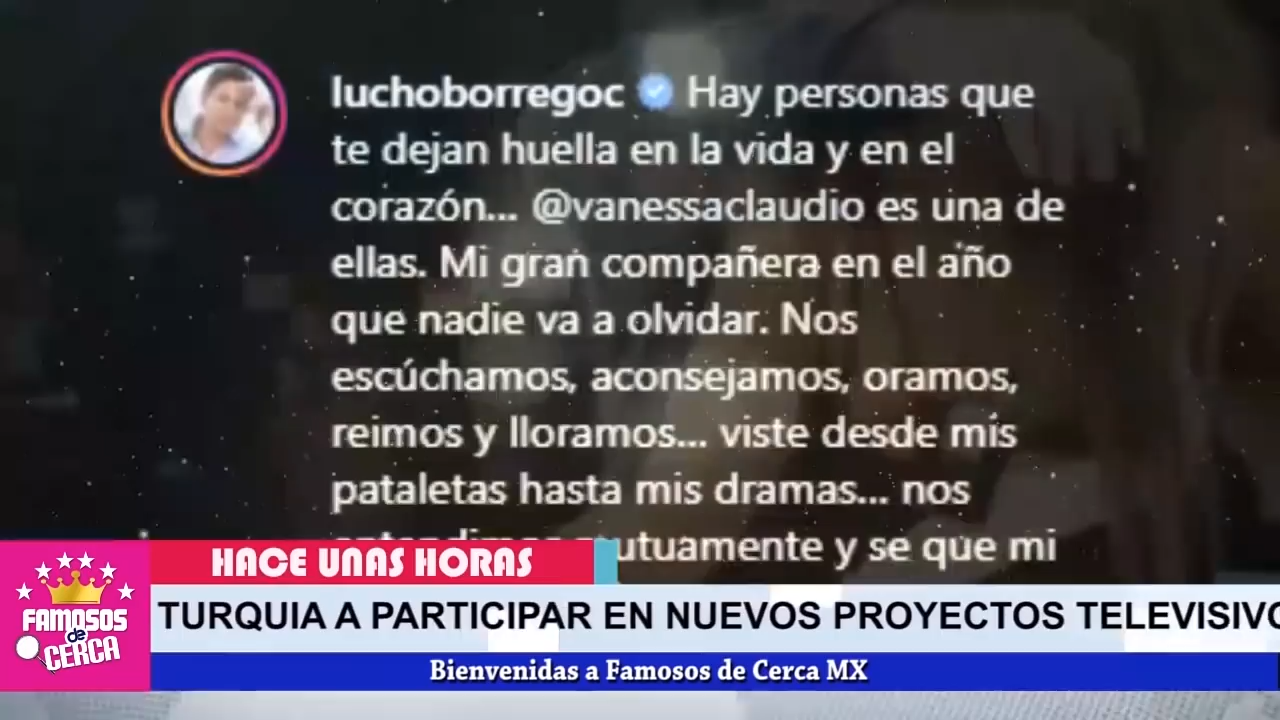 luchoborregoc Hay personas que
te dejan huella en la vida y en el
corazón... @vanessaclaudio es una de
ellas. Mi gran compañera en el año
que nadie va a olvidar. Nos
escúchamos, aconsejamos, oramos,
reimos y lloramos... viste desde mis
pataletas hasta mis dramas... nos
mutuamente y se que mi
HACE UNAS HORAS
TURQUIA A PARTICIPAR EN NUEVOS PROYECTOS TELEVISIVO
FAMOSOS
de
CERCA
Bienvenidas a Famosos de Cerca MX